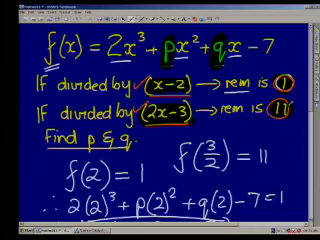 f(x) = 2x³ + px² + qx - 7
If divided by (x-2) → rem is 1
If divided by (2x-3) → rem is 11
Find p & q.
f(2) = 1 f(3/2) = 11
∴ 2(2)³ + p(2)² + q(2) - 7 = 1